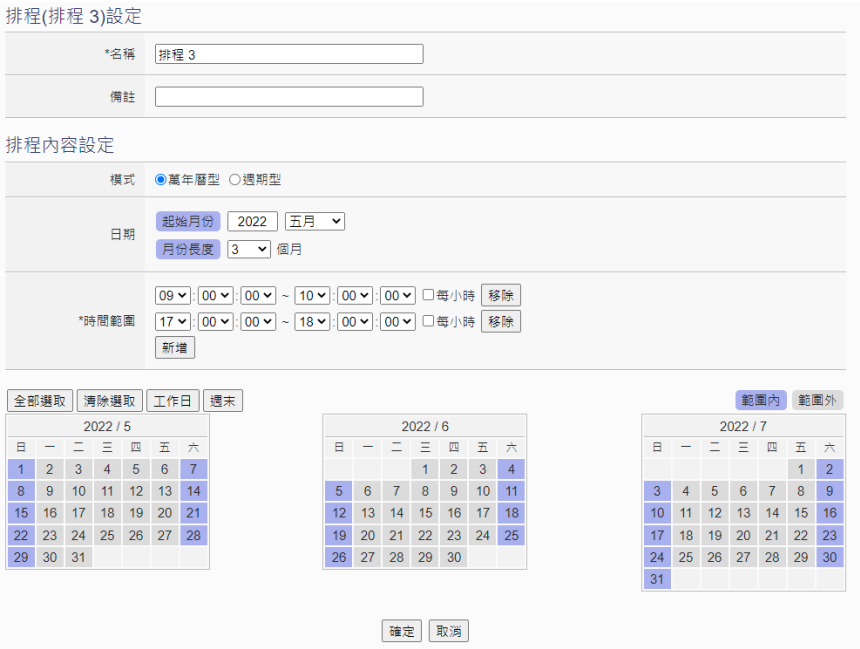 排程(排程 3)設定
*名稱 排程 3
備註
排程內容設定
模式 萬年曆型 週期型
日期 起始月份 2022 五月
月份長度 3 個月
*時間範圍 09 : 00 : 00 ~ 10 : 00 : 00 每小時 移除
17 : 00 : 00 ~ 18 : 00 : 00 每小時 移除
新增
全部選取 清除選取 工作日 週末 範圍內 範圍外
2022 / 5
日 一 二 三 四 五 六
1 2 3 4 5 6 7
8 9 10 11 12 13 14
15 16 17 18 19 20 21
22 23 24 25 26 27 28
29 30 31
2022 / 6
日 一 二 三 四 五 六
1 2 3 4
5 6 7 8 9 10 11
12 13 14 15 16 17 18
19 20 21 22 23 24 25
26 27 28 29 30
2022 / 7
日 一 二 三 四 五 六
1 2
3 4 5 6 7 8 9
10 11 12 13 14 15 16
17 18 19 20 21 22 23
24 25 26 27 28 29 30
31
確定 取消